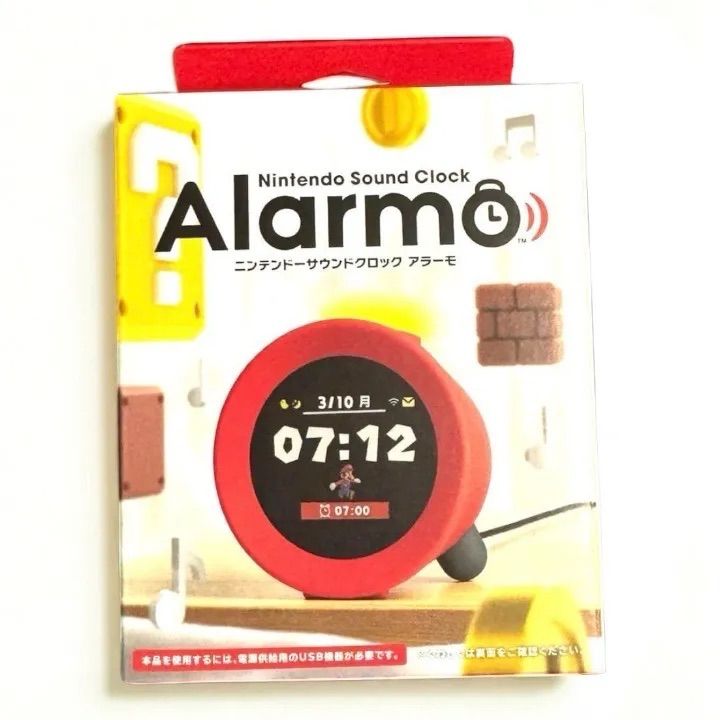 Nintendo Sound Clock
Alarmo
TM
ニンテンドーサウンドクロック アラーモ
3/10 月
07:12
07:00
本品を使用するには、電源供給用のUSB機器が必要です。
は裏面をご確認ください。